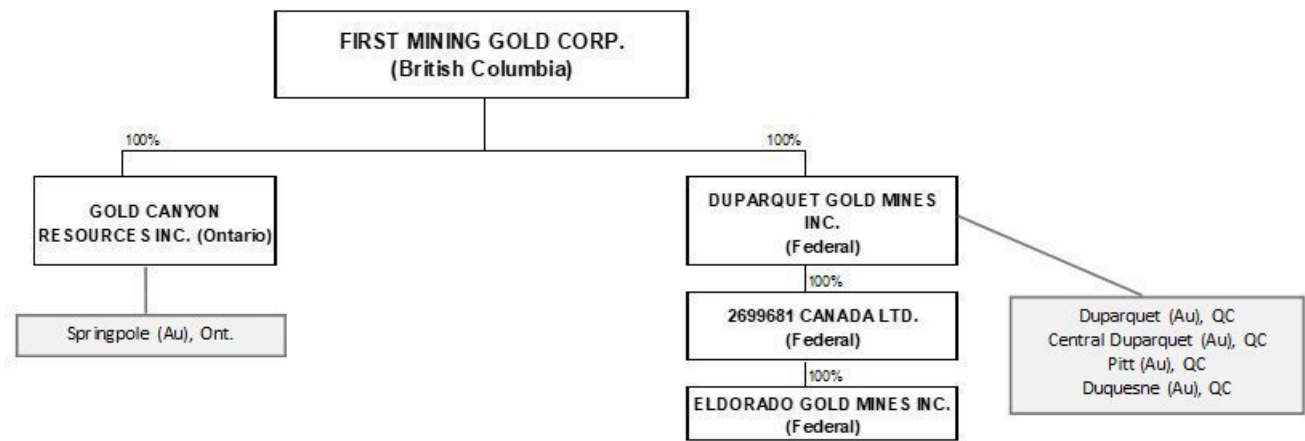 FIRST MINING GOLD CORP.
(British Columbia)
100%
100%
GOLD CANYON
RESOURCES INC. (Ontario)
DUPARQUET GOLD MINES
INC.
(Federal)
100%
Springpole (Au), Ont.
2699681 CANADA LTD.
(Federal)
Duparquet (Au), QC
Central Duparquet (Au), QC
Pitt (Au), QC
Duquesne (Au), QC
100%
ELDORADO GOLD MINES INC.
(Federal)